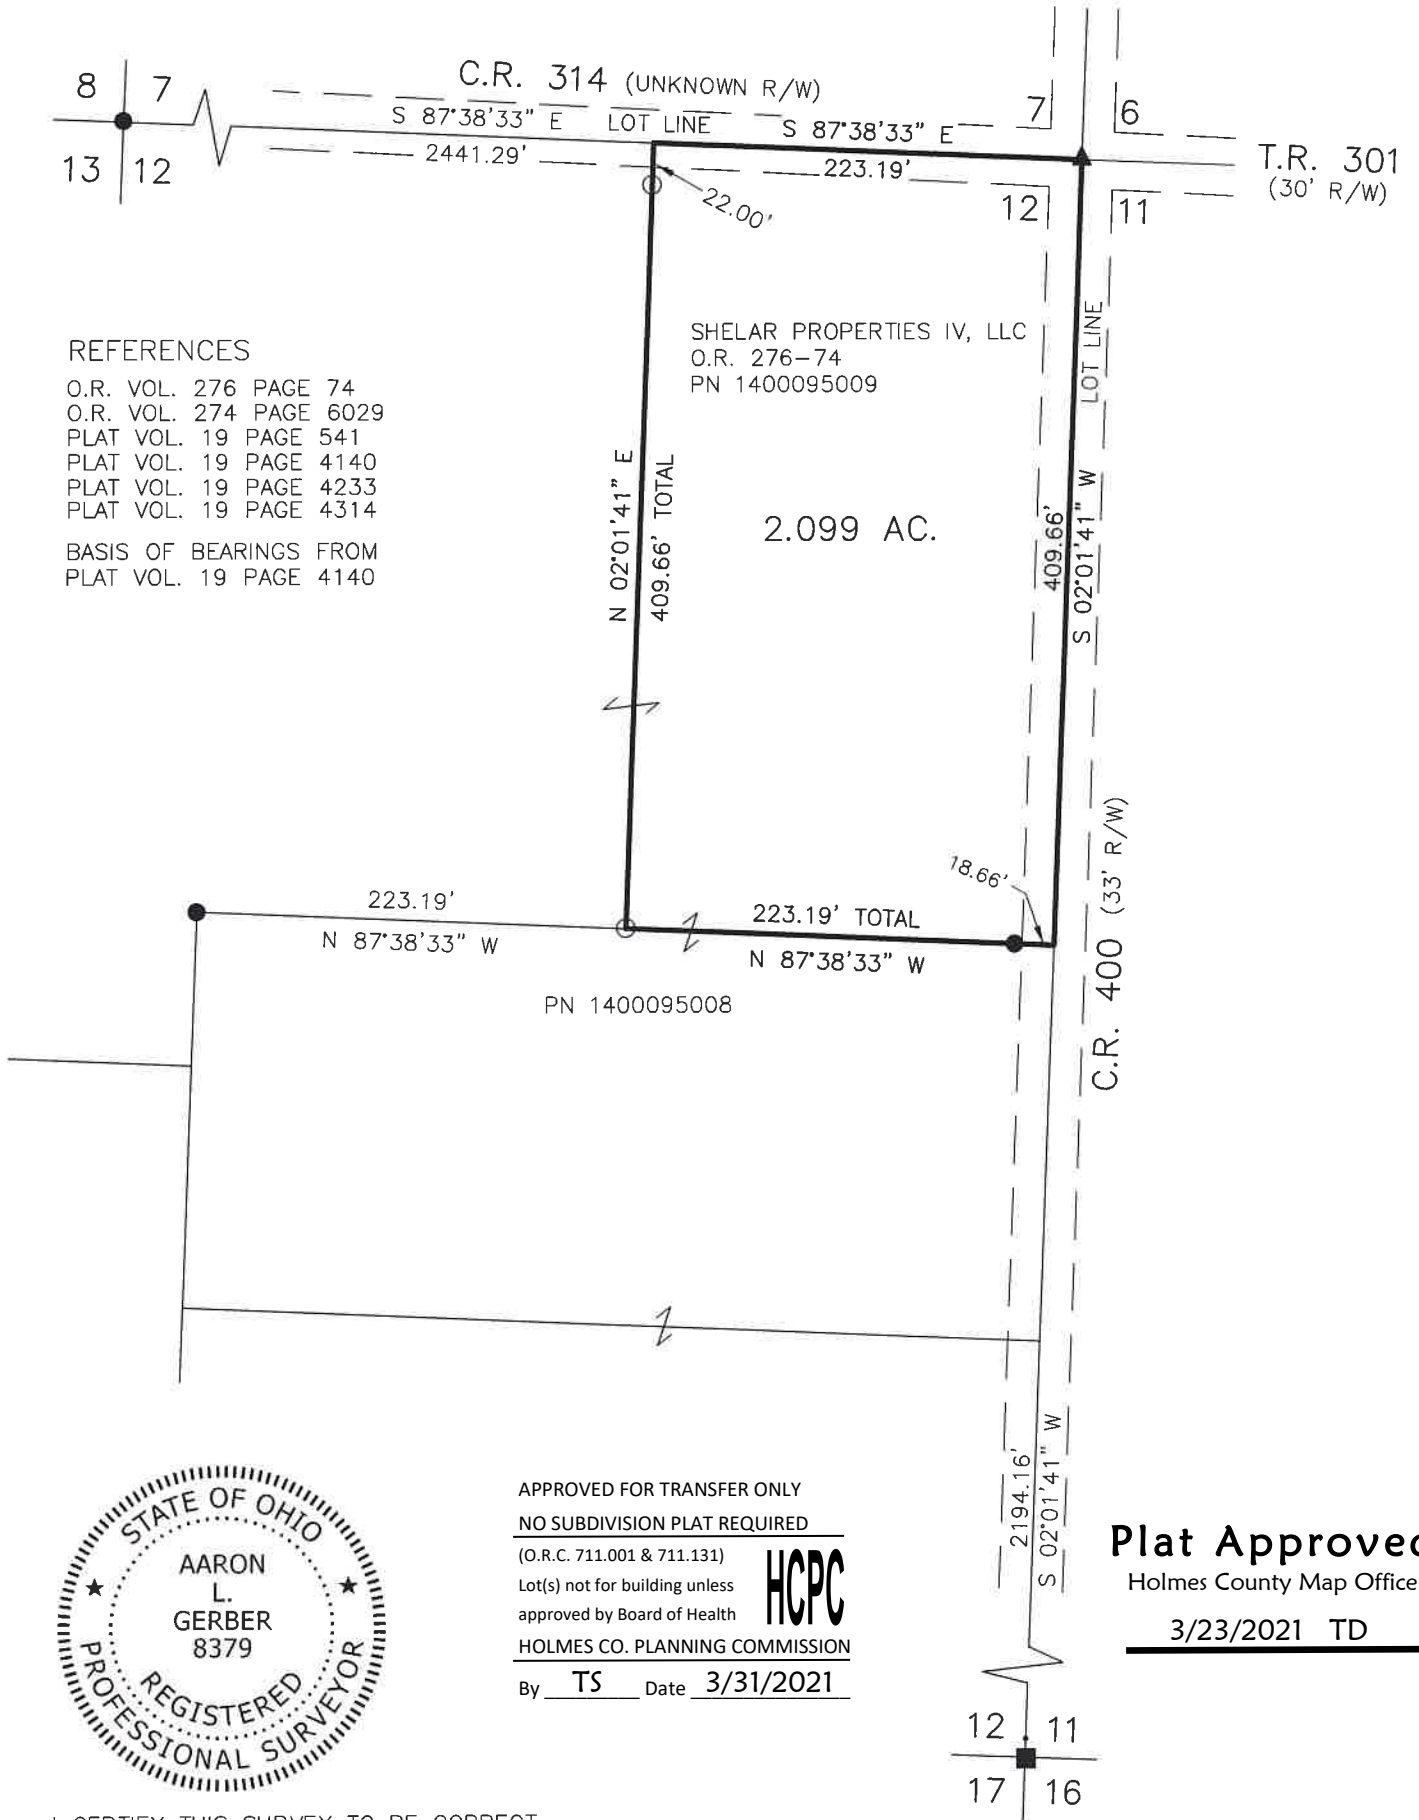 8 7
13 12
C.R. 314 (UNKNOWN R/W)
S 87°38'33" E LOT LINE S 87°38'33" E
2441.29' 223.19'
22.00'
7 6
12 11
T.R. 301
(30' R/W)
REFERENCES
O.R. VOL. 276 PAGE 74
O.R. VOL. 274 PAGE 6029
PLAT VOL. 19 PAGE 541
PLAT VOL. 19 PAGE 4140
PLAT VOL. 19 PAGE 4233
PLAT VOL. 19 PAGE 4314
BASIS OF BEARINGS FROM
PLAT VOL. 19 PAGE 4140
SHELAR PROPERTIES IV, LLC
O.R. 276-74
PN 1400095009
N 02°01'41" E
409.66' TOTAL
2.099 AC.
409.66'
S 02°01'41" W LOT LINE
C.R. 400 (33' R/W)
18.66'
223.19'
N 87°38'33" W
223.19' TOTAL
N 87°38'33" W
PN 1400095008
2194.16'
S 02°01'41" W
STATE OF OHIO
AARON
L.
GERBER
8379
REGISTERED
PROFESSIONAL SURVEYOR
APPROVED FOR TRANSFER ONLY
NO SUBDIVISION PLAT REQUIRED
(O.R.C. 711.001 & 711.131)
Lot(s) not for building unless
approved by Board of Health
HCPC
HOLMES CO. PLANNING COMMISSION
By TS Date 3/31/2021
Plat Approved
Holmes County Map Office
3/23/2021 TD
12 11
17 16
I CERTIFY THIS SURVEY TO BE CORRECT